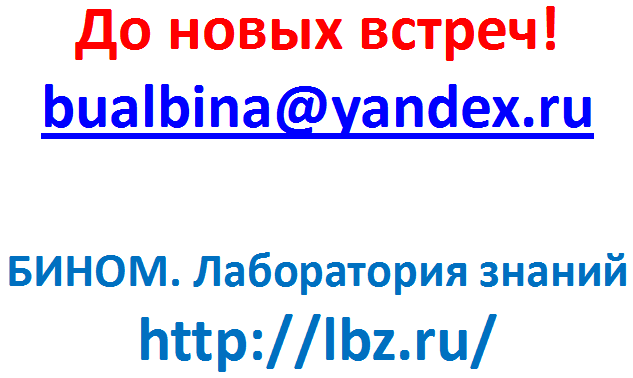 До новых встреч!
bualbina@yandex.ru
БИНОМ. Лаборатория знаний
http://lbz.ru/